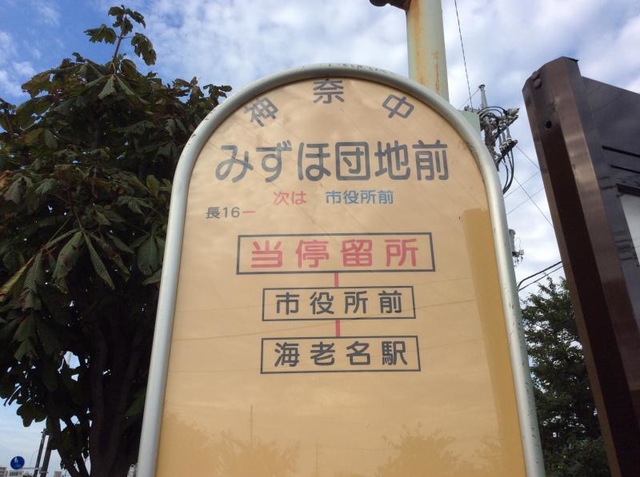 神奈中
みずほ団地前
次は 市役所前
長16ー
当停留所
市役所前
海老名駅